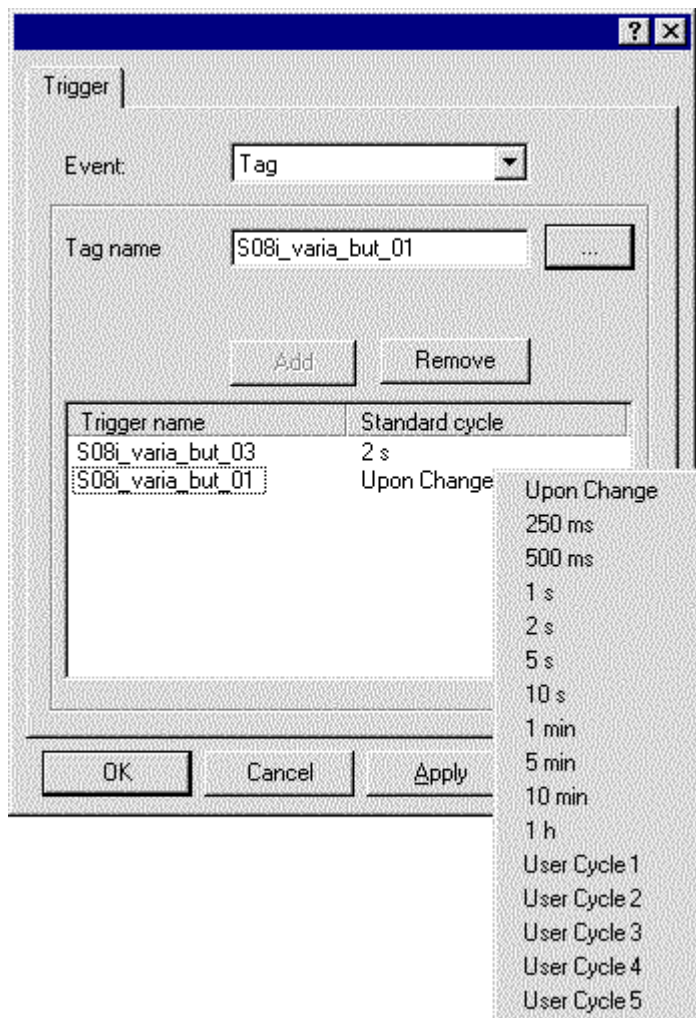 Trigger
Event: Tag
Tag name S08i_varia_but_01 ...
Add Remove
Trigger name Standard cycle
S08i_varia_but_03 2 s
S08i_varia_but_01 Upon Change
Upon Change
250 ms
500 ms
1 s
2 s
5 s
10 s
1 min
5 min
10 min
1 h
User Cycle 1
User Cycle 2
User Cycle 3
User Cycle 4
User Cycle 5
OK Cancel Apply